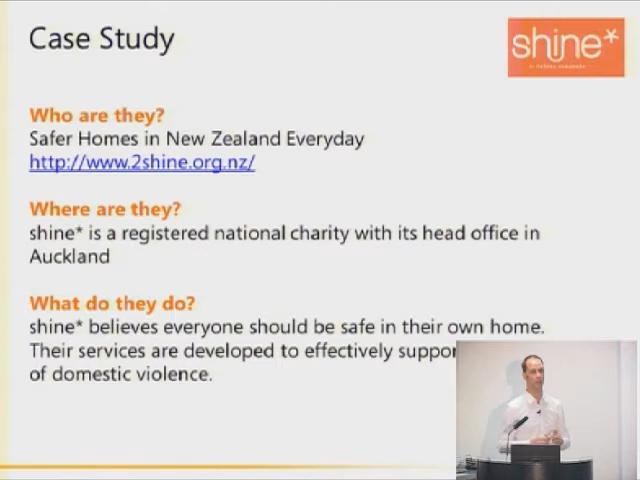 Case Study
shine*
Who are they?
Safer Homes in New Zealand Everyday
http://www.2shine.org.nz/
Where are they?
shine* is a registered national charity with its head office in
Auckland
What do they do?
shine* believes everyone should be safe in their own home.
Their services are developed to effectively
of domestic violence.